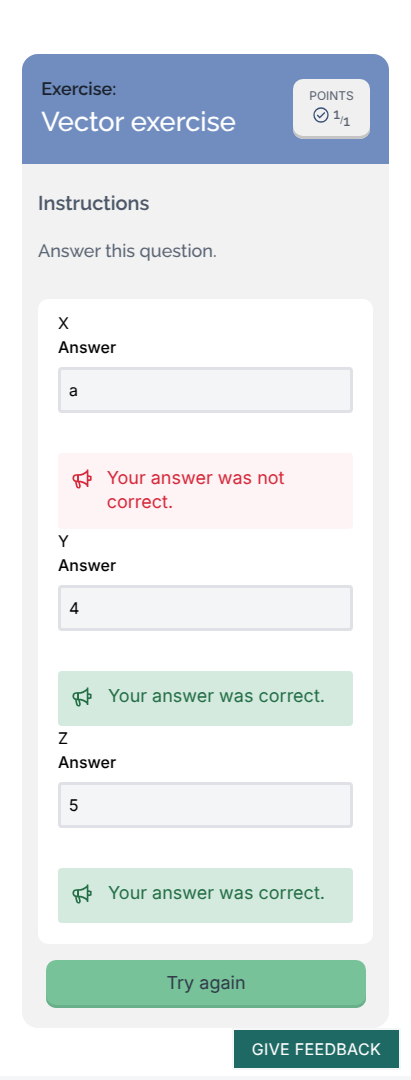 Exercise:
Vector exercise
POINTS
1/1
Instructions
Answer this question.
X
Answer
a
Your answer was not
correct.
Y
Answer
4
Your answer was correct.
Z
Answer
5
Your answer was correct.
Try again
GIVE FEEDBACK